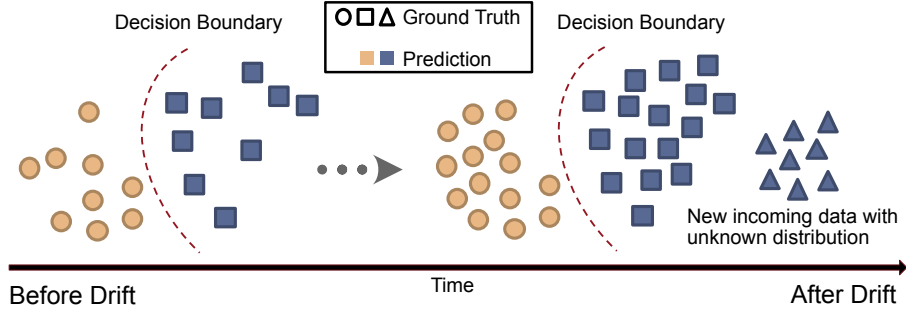 Decision Boundary
Ground Truth
Prediction
Decision Boundary
New incoming data with
unknown distribution
Time
Before Drift
After Drift